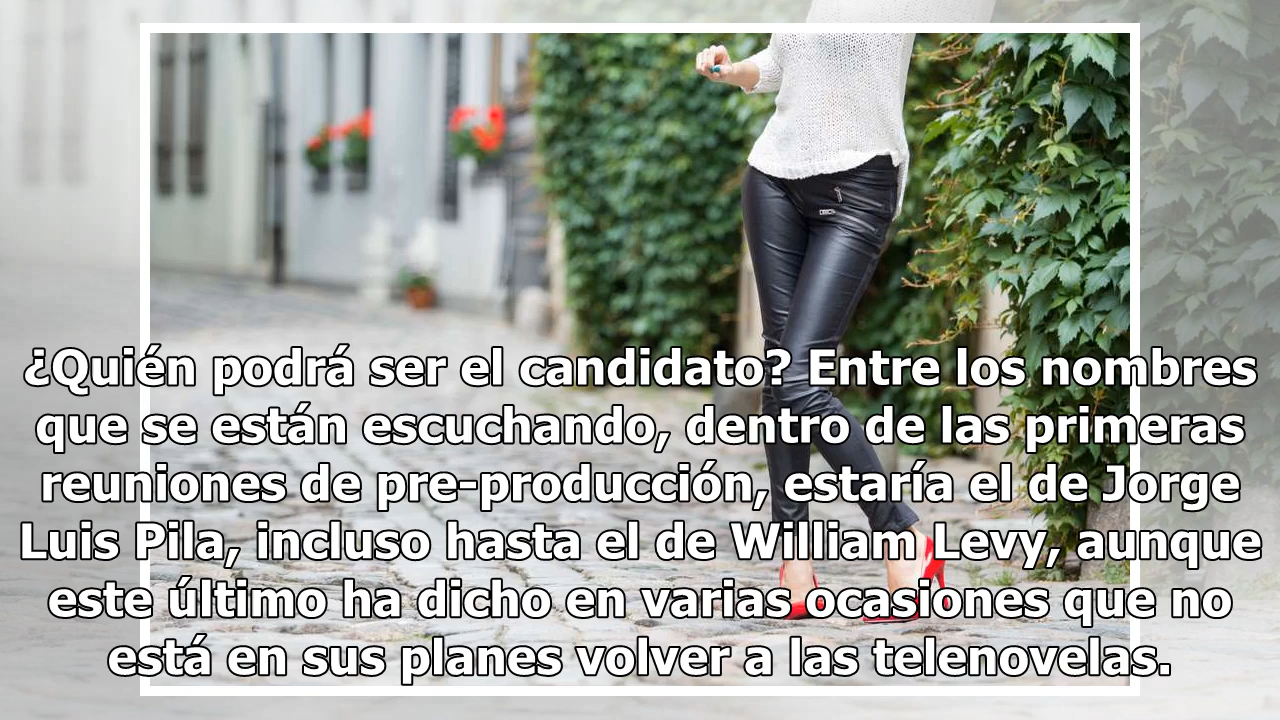 ¿Quién podrá ser el candidato? Entre los nombres
que se están escuchando, dentro de las primeras
reuniones de pre-producción, estaría el de Jorge
Luis Pila, incluso hasta el de William Levy, aunque
este último ha dicho en varias ocasiones que no
está en sus planes volver a las telenovelas.